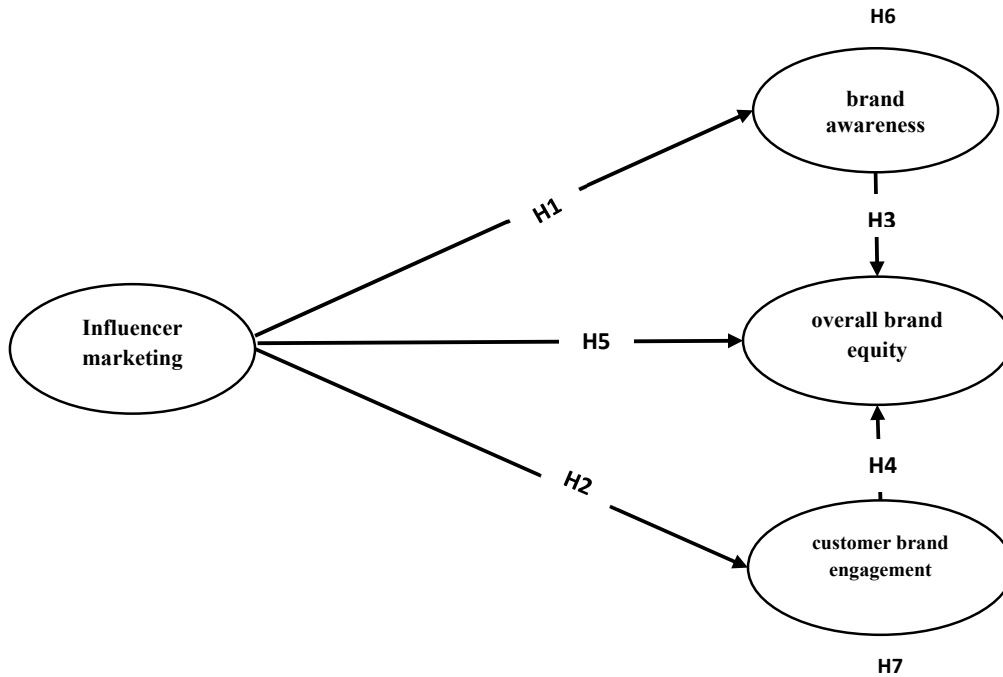 H6
brand
awareness
H1
H3
Influencer
marketing
overall brand
equity
H5
H4
H2
customer brand
engagement
H7